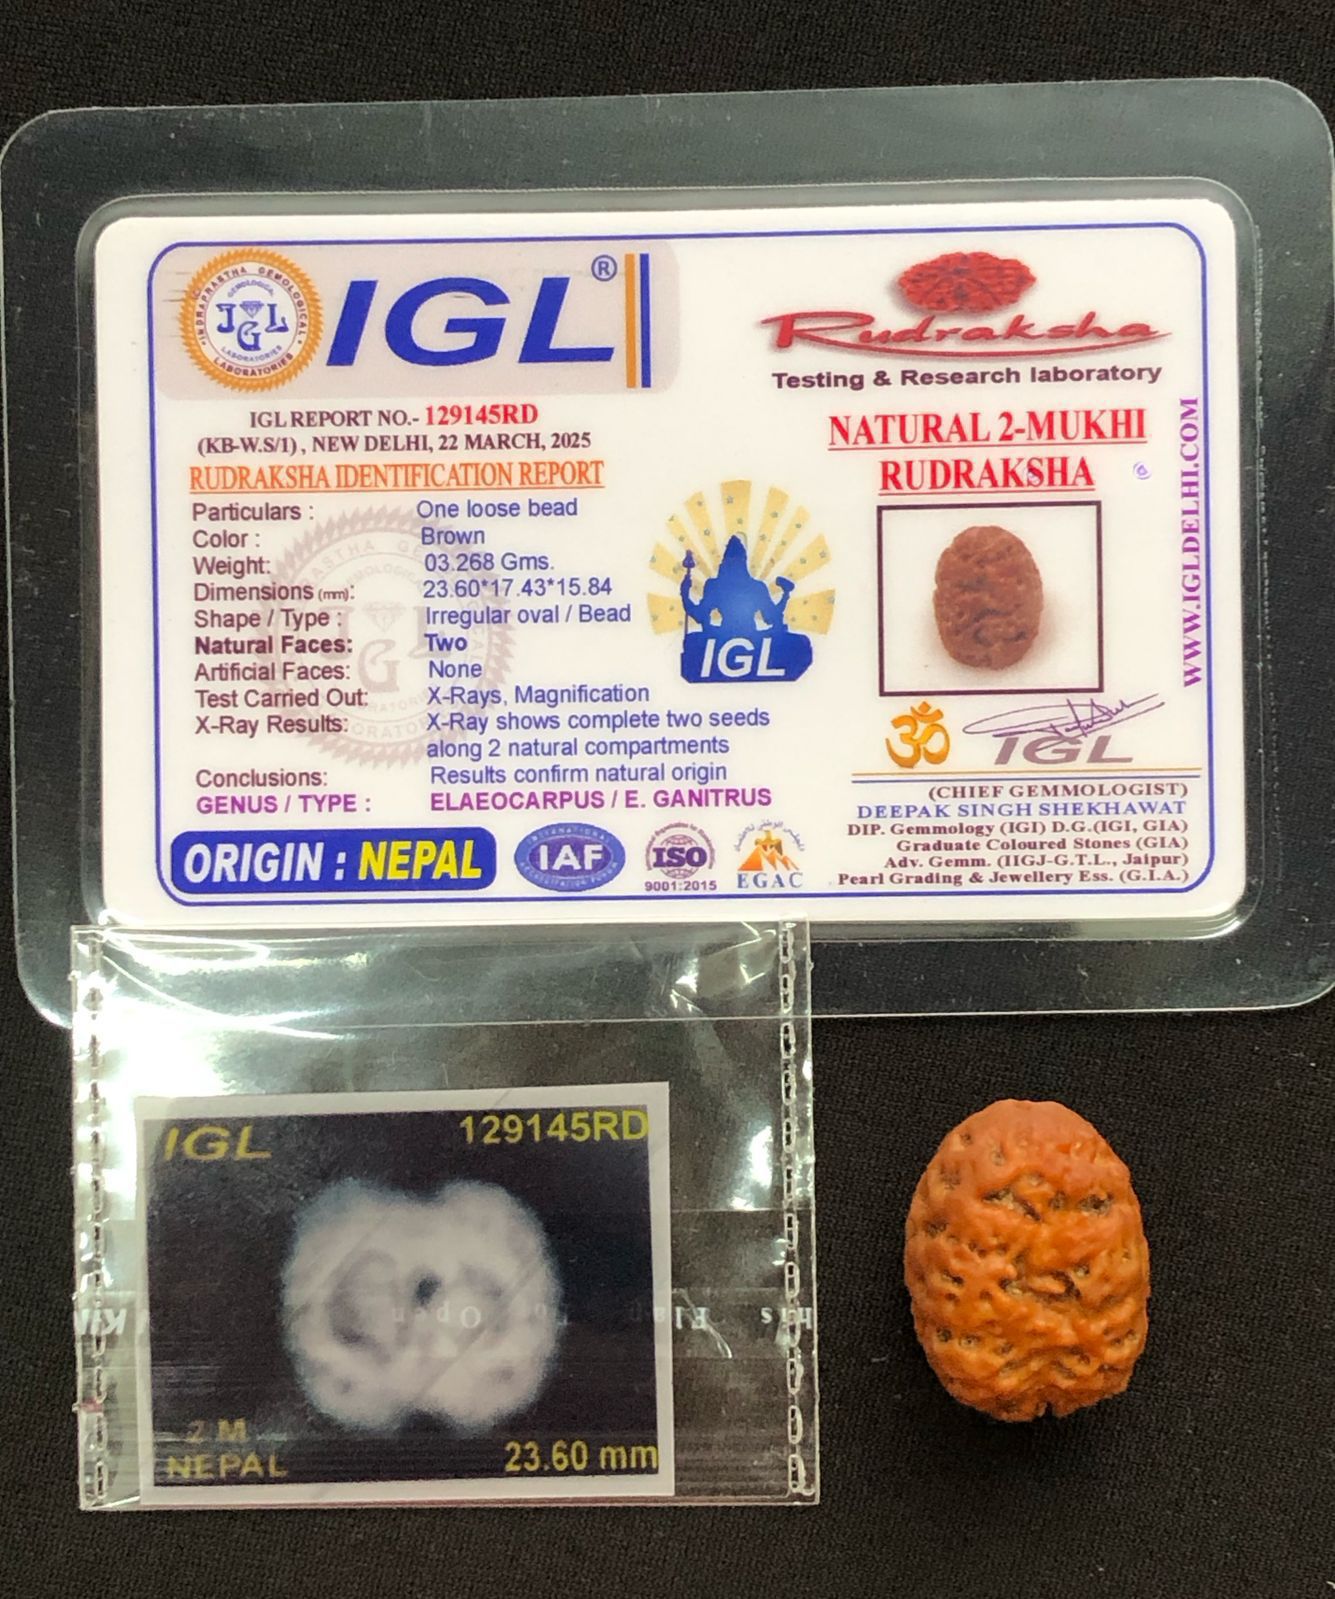 INDRAPRASTHA GEMOLOGICAL LABORATORIES
GEMOLOGICAL
IGL
LABORATORIES
IGL®
Rudraksha
Testing & Research laboratory
IGL REPORT NO.- 129145RD
(KB-W.S/1) , NEW DELHI, 22 MARCH, 2025
RUDRAKSHA IDENTIFICATION REPORT
Particulars : One loose bead
Color : Brown
Weight: 03.268 Gms.
Dimensions (mm): 23.60*17.43*15.84
Shape / Type : Irregular oval / Bead
Natural Faces: Two
Artificial Faces: None
Test Carried Out: X-Rays, Magnification
X-Ray Results: X-Ray shows complete two seeds
along 2 natural compartments
Conclusions: Results confirm natural origin
GENUS / TYPE : ELAEOCARPUS / E. GANITRUS
ORIGIN : NEPAL
IAF
ISO
9001:2015
EGAC
IGL
NATURAL 2-MUKHI
RUDRAKSHA
WWW.IGLDELHI.COM
ॐ
IGL
(CHIEF GEMMOLOGIST)
DEEPAK SINGH SHEKHAWAT
DIP. Gemmology (IGI) D.G.(IGI, GIA)
Graduate Coloured Stones (GIA)
Adv. Gemm. (IIGJ-G.T.L., Jaipur)
Pearl Grading & Jewellery Ess. (G.I.A.)
IGL
129145RD
2 M
NEPAL
23.60 mm